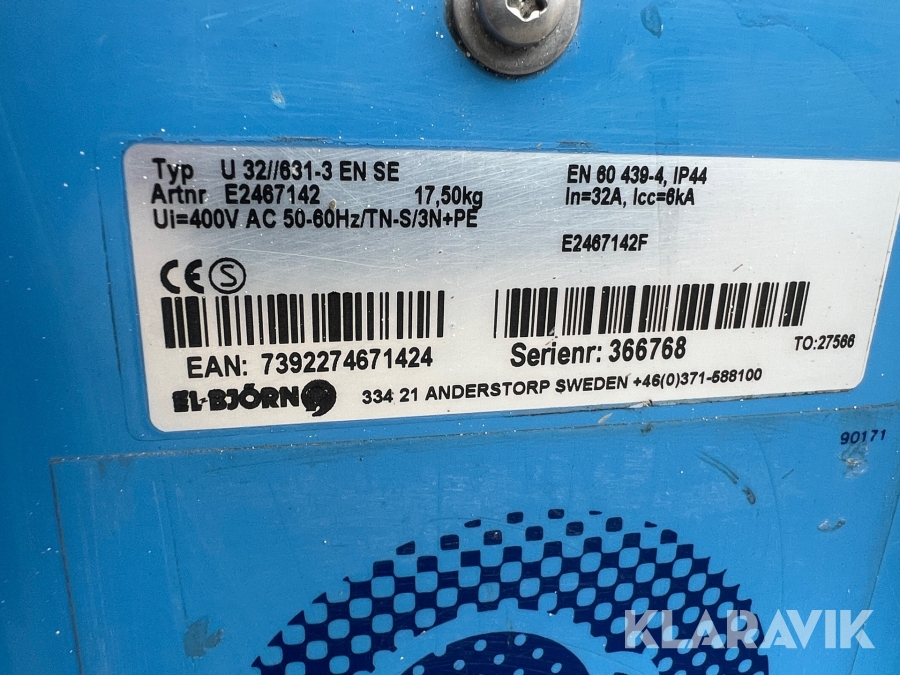 Typ U 32//631-3 EN SE
Artnr E2467142 17,50kg
Ui=400V AC 50-60Hz/TN-S/3N+PE
EN 60 439-4, IP44
In=32A, Icc=6kA
E2467142F
CE S
EAN: 7392274671424
Serienr: 366768
TO:27566
EL-BJÖRN 334 21 ANDERSTORP SWEDEN +46(0)371-588100
90171
KLARAVIK